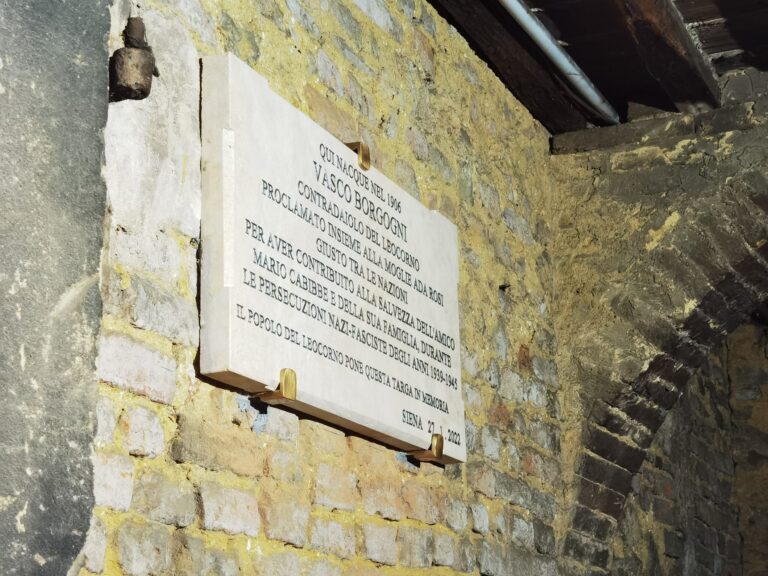 QUI NACQUE NEL 1906
VASCO BORGOGNI
CONTRADAIOLO DEL LEOCORNO
PROCLAMATO INSIEME ALLA MOGLIE ADA ROSI
GIUSTO TRA LE NAZIONI
PER AVER CONTRIBUITO ALLA SALVEZZA DELL'AMICO
MARIO CABIBBE E DELLA SUA FAMIGLIA, DURANTE
LE PERSECUZIONI NAZI-FASCISTE DEGLI ANNI 1939-1945
IL POPOLO DEL LEOCORNO PONE QUESTA TARGA IN MEMORIA
SIENA 27.1.2022